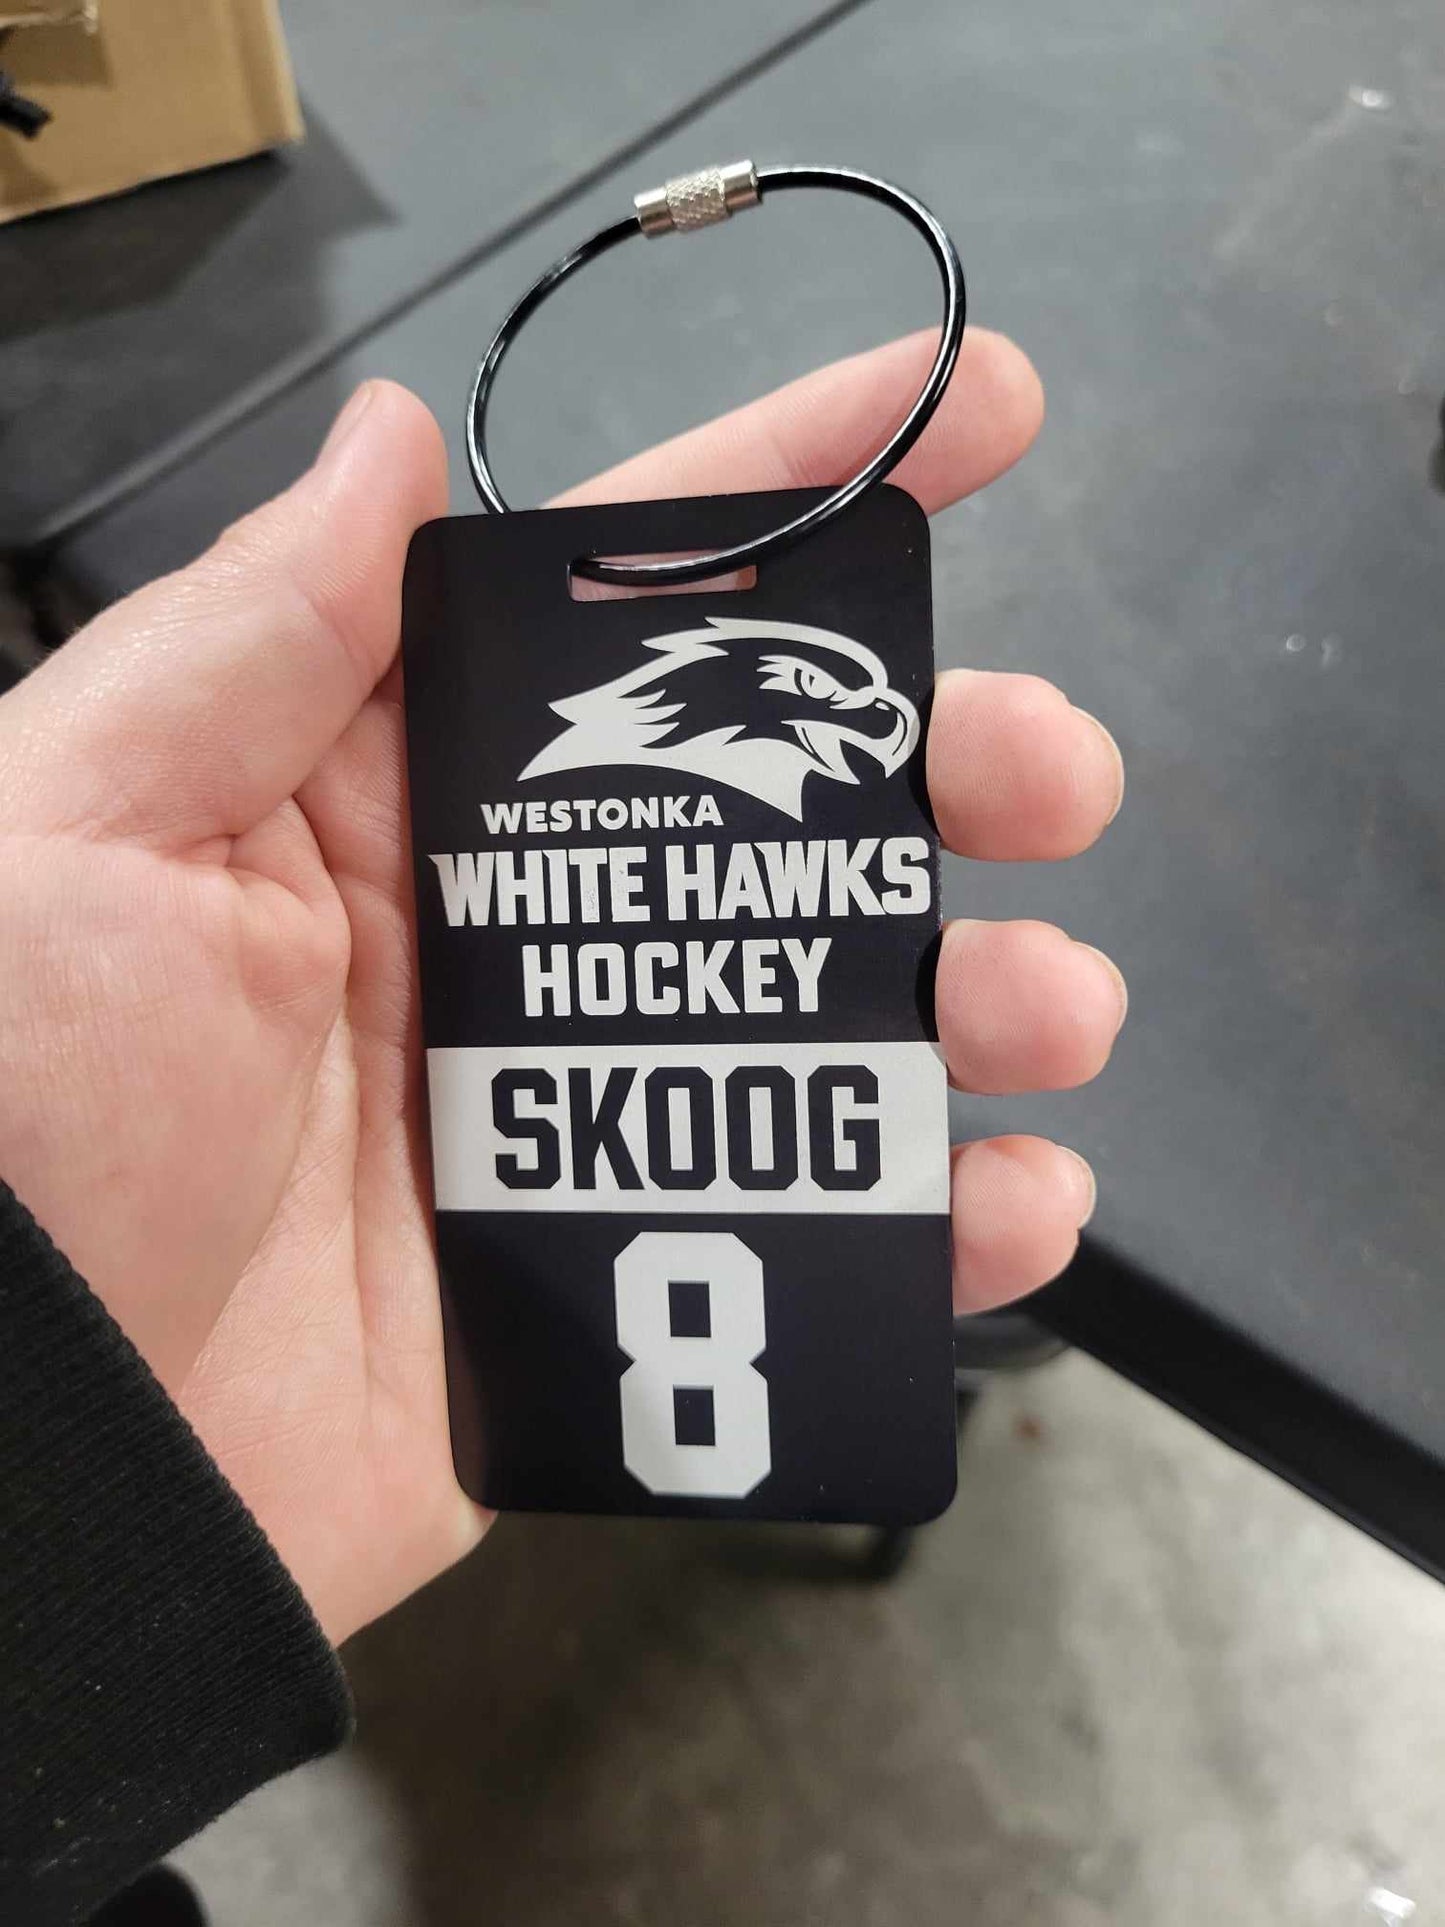 WESTONKA
WHITE HAWKS
HOCKEY
SKOOG
8